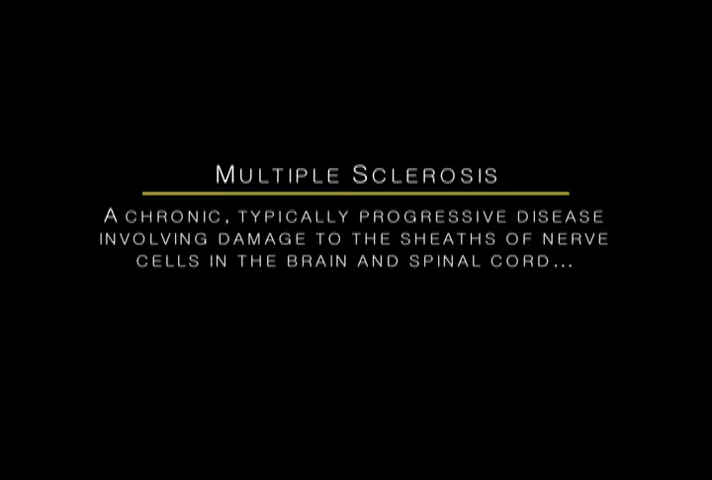 MULTIPLE SCLEROSIS
A CHRONIC, TYPICALLY PROGRESSIVE DISEASE
INVOLVING DAMAGE TO THE SHEATHS OF NERVE
CELLS IN THE BRAIN AND SPINAL CORD...